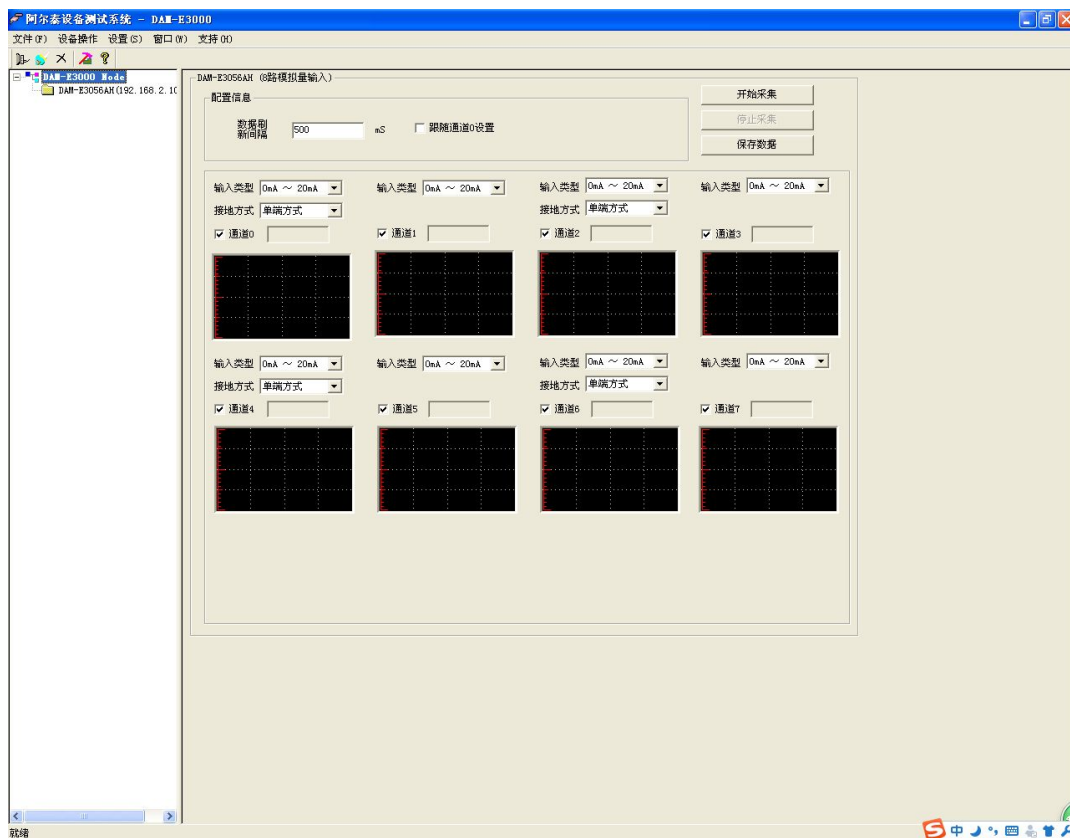 阿尔泰设备测试系统 - DAM-E3000
文件(F) 设备操作 设置(S) 窗口(W) 支持(H)
DAM-E3000 Node
DAM-E3056AH(192.168.2.10
DAM-E3056AH (8路模拟量输入)
配置信息
数据刷
新间隔 500 mS 跟随通道0设置
开始采集
停止采集
保存数据
输入类型 0mA ～ 20mA 输入类型 0mA ～ 20mA 输入类型 0mA ～ 20mA 输入类型 0mA ～ 20mA
接地方式 单端方式 接地方式 单端方式
通道0 通道1 通道2 通道3
输入类型 0mA ～ 20mA 输入类型 0mA ～ 20mA 输入类型 0mA ～ 20mA 输入类型 0mA ～ 20mA
接地方式 单端方式 接地方式 单端方式
通道4 通道5 通道6 通道7
就绪
S 中